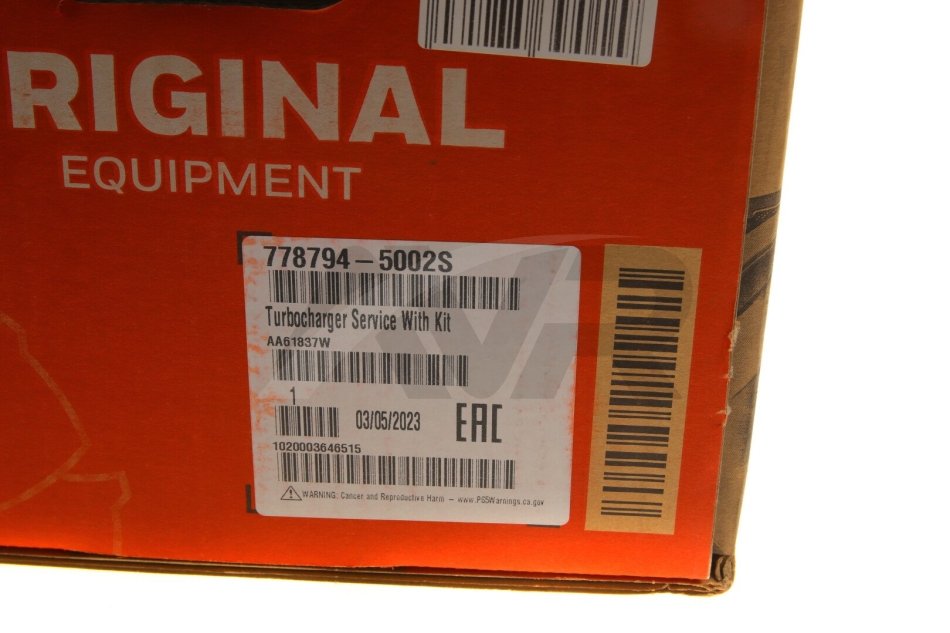 RIGINAL
EQUIPMENT
778794-5002S
Turbocharger Service With Kit
AA61837W
1
03/05/2023
EAC
1020003646515
WARNING: Cancer and Reproductive Harm - www.P65Warnings.ca.gov